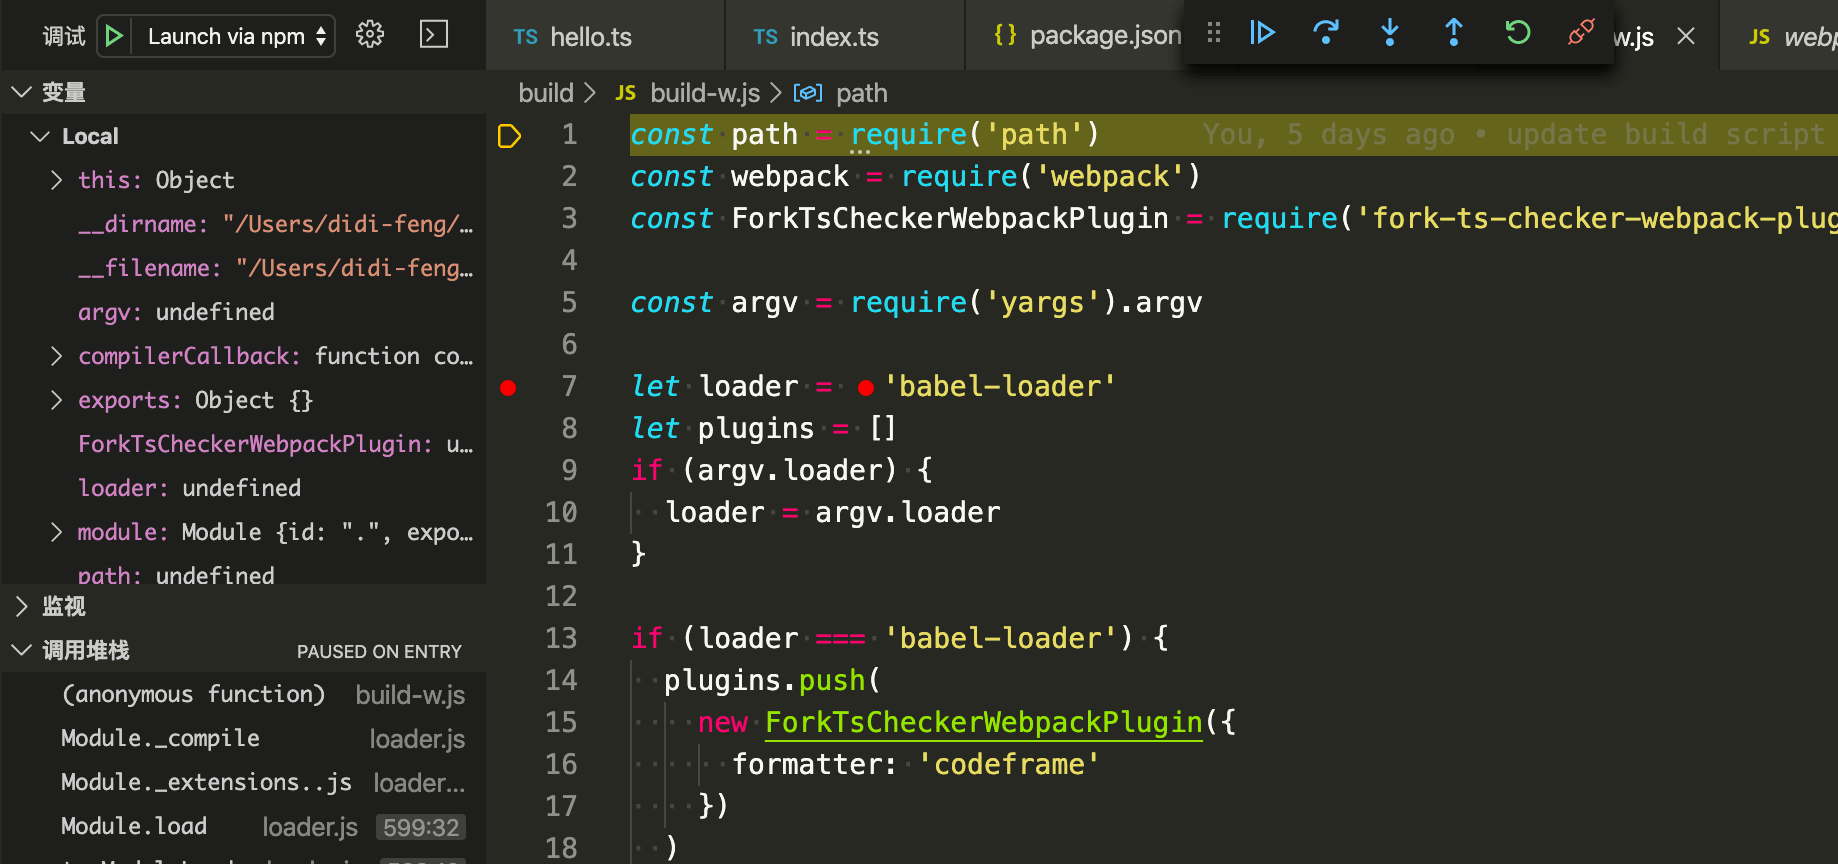 调试 Launch via npm
TS hello.ts TS index.ts {} package.json w.js JS webp
变量
Local
this: Object
__dirname: "/Users/didi-feng/…
__filename: "/Users/didi-feng…
argv: undefined
compilerCallback: function co…
exports: Object {}
ForkTsCheckerWebpackPlugin: u…
loader: undefined
module: Module {id: ".", expo…
path: undefined
监视
调用堆栈 PAUSED ON ENTRY
(anonymous function) build-w.js
Module._compile loader.js
Module._extensions..js loader…
Module.load loader.js 599:32
build > JS build-w.js > path
1 const path = require('path') You, 5 days ago • update build script
2 const webpack = require('webpack')
3 const ForkTsCheckerWebpackPlugin = require('fork-ts-checker-webpack-plug
4
5 const argv = require('yargs').argv
6
7 let loader = 'babel-loader'
8 let plugins = []
9 if (argv.loader) {
10 loader = argv.loader
11 }
12
13 if (loader === 'babel-loader') {
14 plugins.push(
15 new ForkTsCheckerWebpackPlugin({
16 formatter: 'codeframe'
17 })
18 )